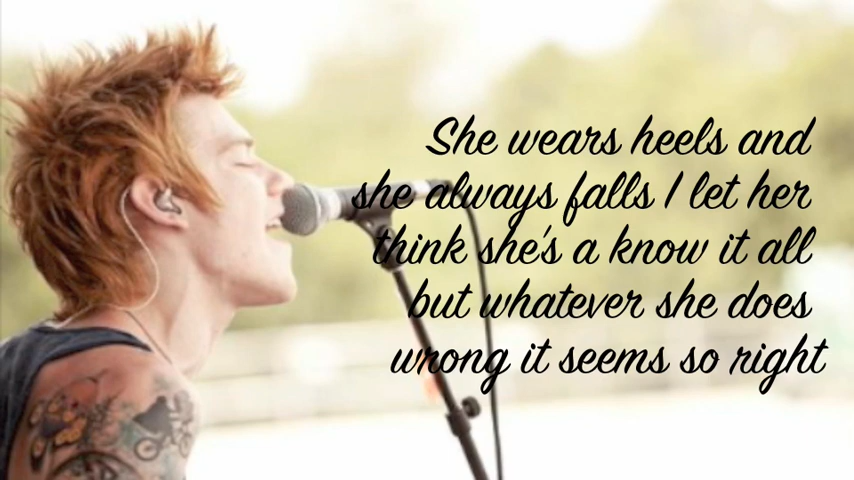 She wears heels and
she always falls I let her
think she's a know it all
but whatever she does
wrong it seems so right